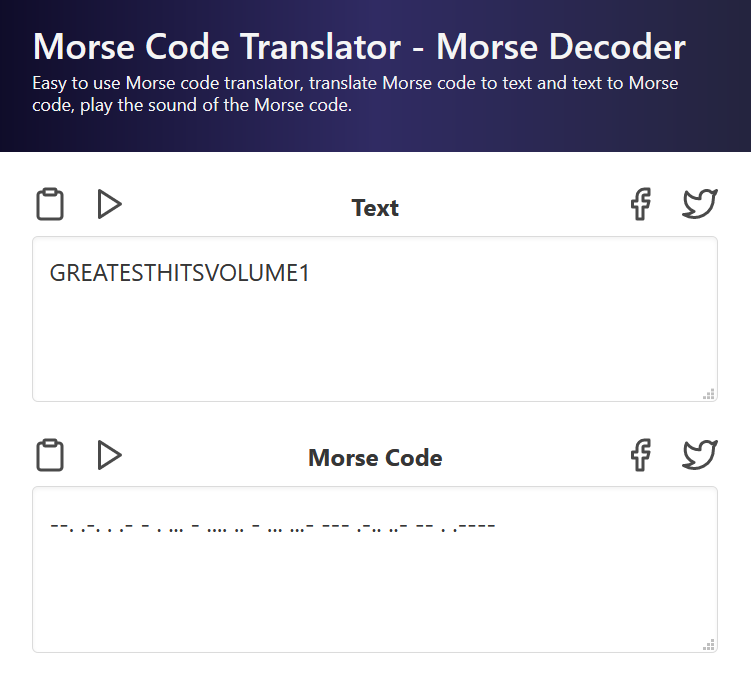 Morse Code Translator - Morse Decoder
Easy to use Morse code translator, translate Morse code to text and text to Morse
code, play the sound of the Morse code.
Text
GREATESTHITSVOLUME1
Morse Code
--. .-. . .- - . ... - .... .. - ... ...- --- .-.. ..- -- . .----